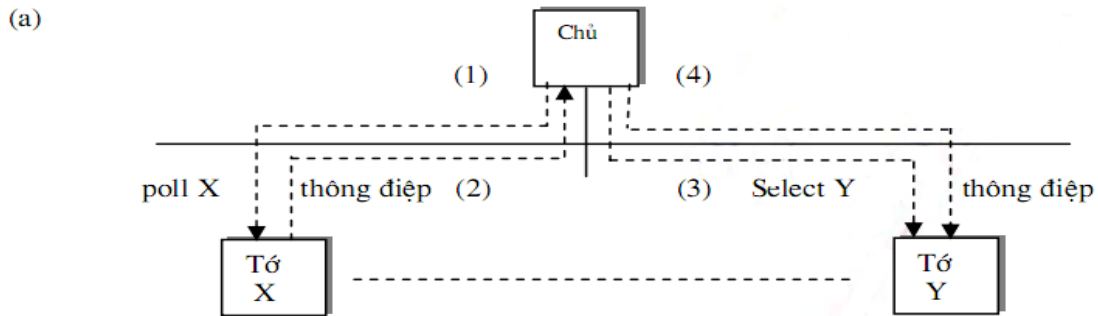 (a)
Chủ
(1)
(4)
poll X
thông điệp
(2)
(3)
Select Y
thông điệp
Tớ
X
Tớ
Y